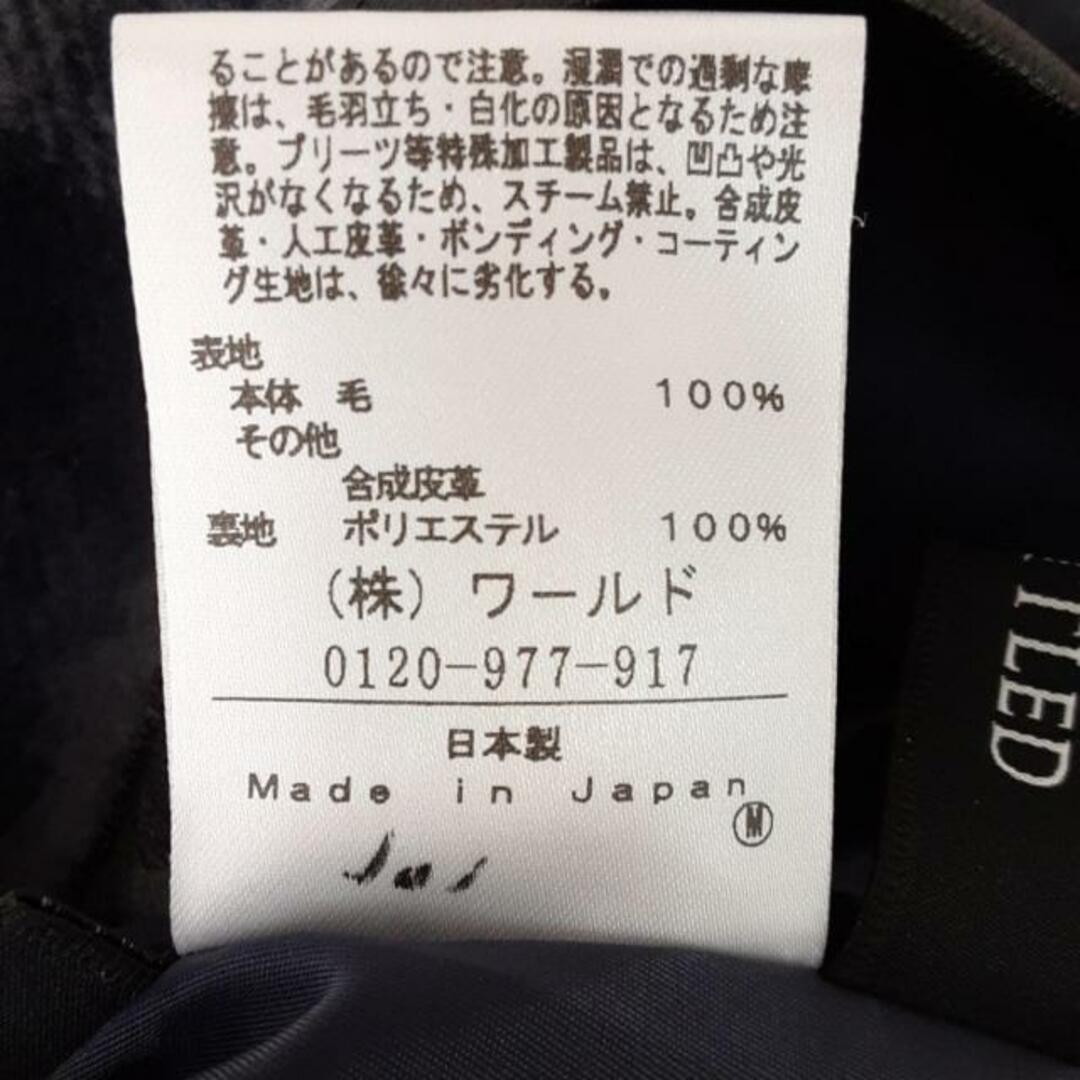 ることがあるので注意。湿潤での過剰な摩
擦は、毛羽立ち・白化の原因となるため注
意。プリーツ等特殊加工製品は、凹凸や光
沢がなくなるため、スチーム禁止。合成皮
革・人工皮革・ボンディング・コーティン
グ生地は、徐々に劣化する。
表地
本体 毛 100%
その他
合成皮革
裏地 ポリエステル 100%
(株) ワールド
0120-977-917
日本製
Made in Japan
M
ITED